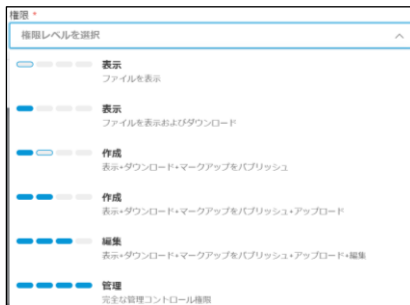 権限 *
権限レベルを選択
表示
ファイルを表示
表示
ファイルを表示およびダウンロード
作成
表示+ダウンロード+マークアップをパブリッシュ
作成
表示+ダウンロード+マークアップをパブリッシュ+アップロード
編集
表示+ダウンロード+マークアップをパブリッシュ+アップロード+編集
管理
完全な管理コントロール権限